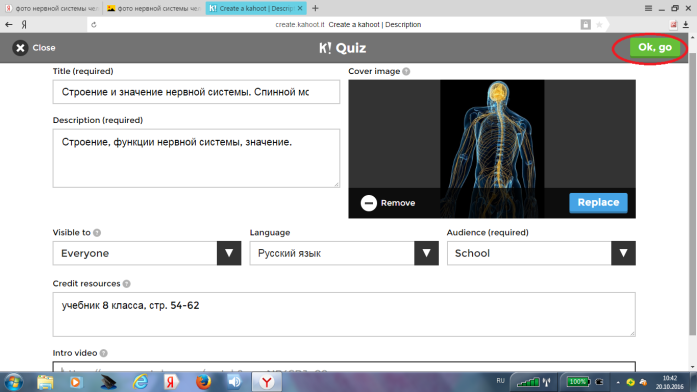 фото нервной системы чел
фото нервной системы чел
Create a kahoot | Descrip
create.kahoot.it Create a kahoot | Description
Close
K! Quiz
Ok, go
Title (required)
Строение и значение нервной системы. Спинной мо
Cover image
Description (required)
Строение, функции нервной системы, значение.
Remove
Replace
Visible to
Language
Audience (required)
Everyone
Русский язык
School
Credit resources
учебник 8 класса, стр. 54-62
Intro video
RU
100%
10:42
20.10.2016